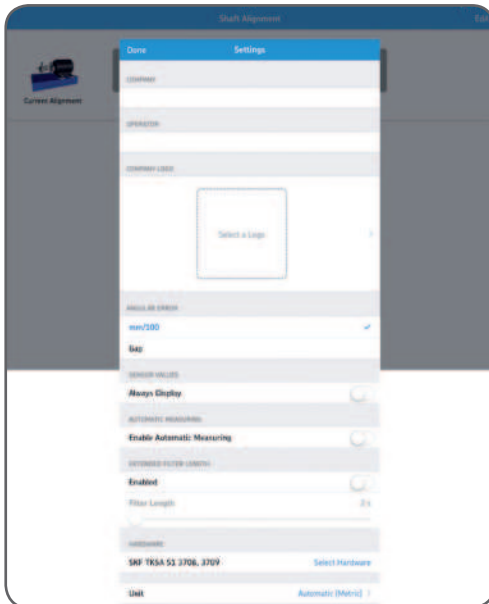 Shaft Alignment Edit
Done Settings
Current Alignment
COMPANY
OPERATOR
COMPANY LOGO
Select a Logo
ANGULAR ERROR
mm/100
Gap
SENSOR VALUES
Always Display
AUTOMATIC MEASURING
Enable Automatic Measuring
EXTENDED FILTER LENGTH
Enabled
Filter Length 2 s
HARDWARE
SKF TKSA 51 3708, 3709 Select Hardware
Unit Automatic (Metric)